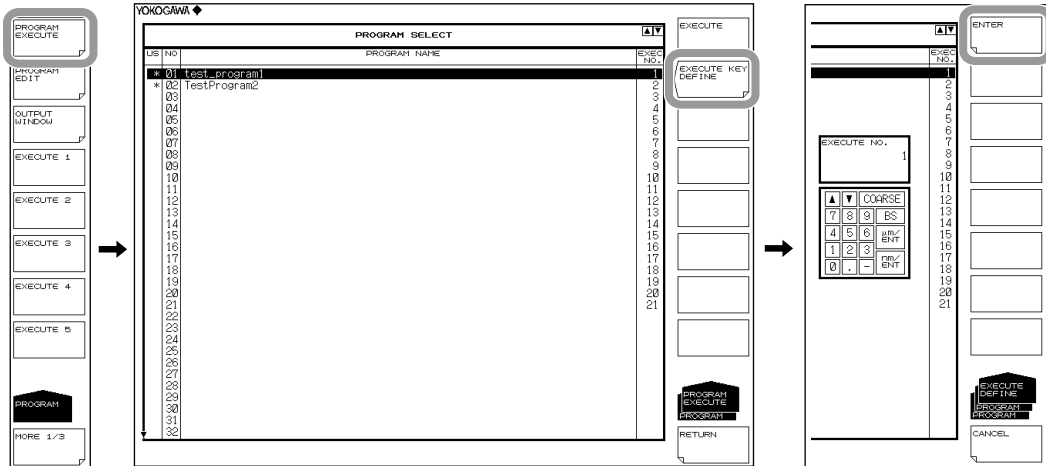 PROGRAM
EXECUTE
PROGRAM
EDIT
OUTPUT
WINDOW
EXECUTE 1
EXECUTE 2
EXECUTE 3
EXECUTE 4
EXECUTE 5
PROGRAM
MORE 1/3
YOKOGAWA
PROGRAM SELECT ▲ ▼
US NO PROGRAM NAME EXEC
NO.
* 01 test_program1 1
* 02 TestProgram2 2
03 3
04 4
05 5
06 6
07 7
08 8
09 9
10 10
11 11
12 12
13 13
14 14
15 15
16 16
17 17
18 18
19 19
20 20
21 21
22
23
24
25
26
27
28
29
30
31
32
EXECUTE
EXECUTE KEY
DEFINE
PROGRAM
EXECUTE
PROGRAM
RETURN
▲ ▼
EXEC
NO.
1
2
3
4
5
6
7
8
9
10
11
12
13
14
15
16
17
18
19
20
21
EXECUTE NO.
1
▲ ▼ COARSE
7 8 9 BS
4 5 6 μm/
ENT
1 2 3 nm/
ENT
0 . -
ENTER
EXECUTE
DEFINE
PROGRAM
PROGRAM
CANCEL